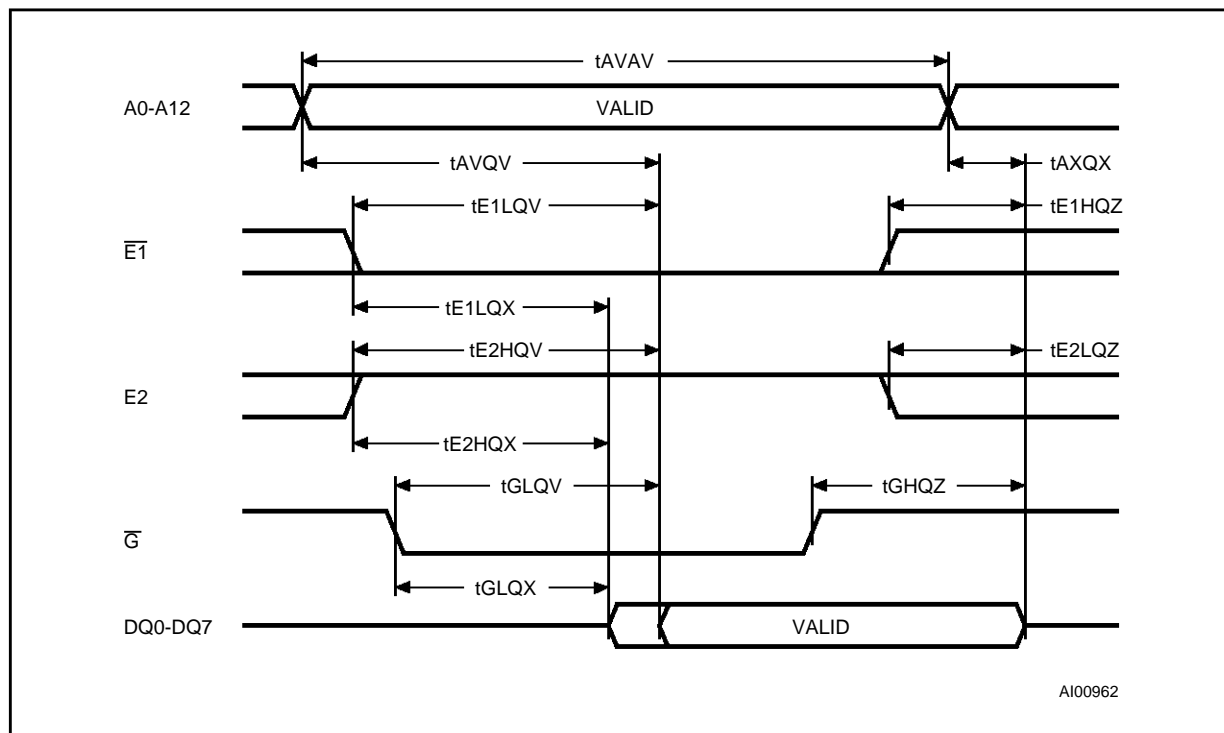 tAVAV
A0-A12
VALID
tAVQV
tAXQX
tE1LQV
tE1HQZ
E1
tE1LQX
tE2HQV
tE2LQZ
E2
tE2HQX
tGLQV
tGHQZ
G
tGLQX
DQ0-DQ7
VALID
AI00962